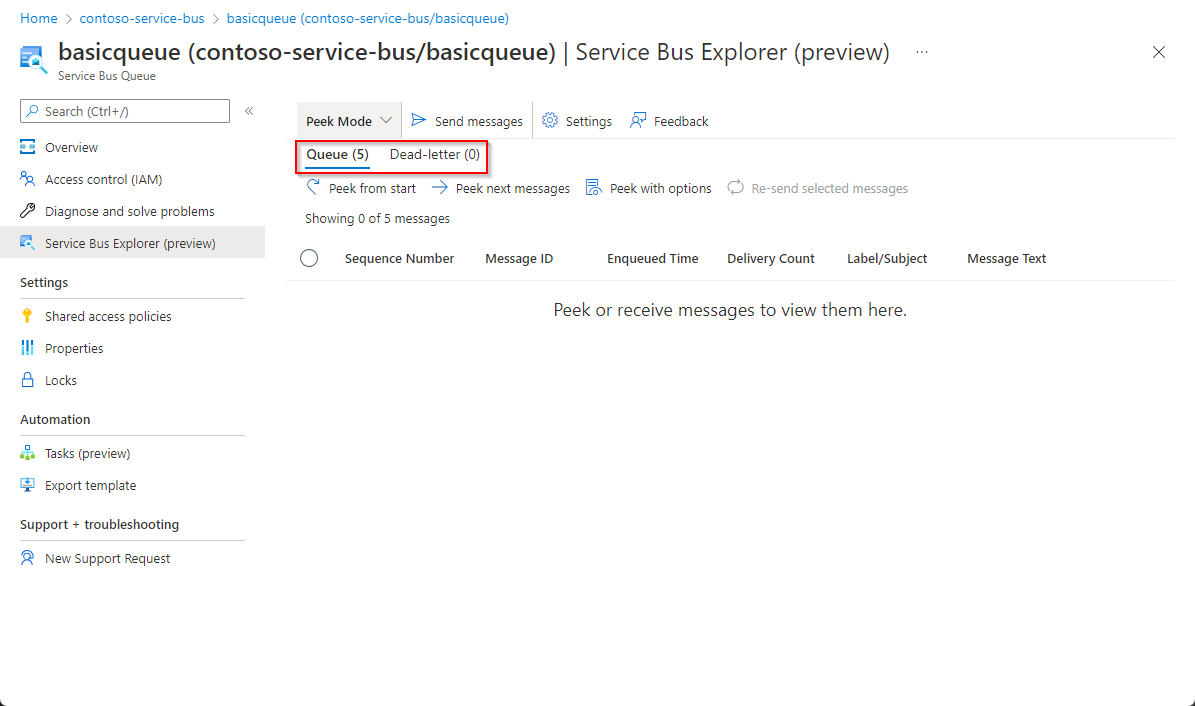 Home > contoso-service-bus > basicqueue (contoso-service-bus/basicqueue)
basicqueue (contoso-service-bus/basicqueue) | Service Bus Explorer (preview) ...
Service Bus Queue
Search (Ctrl+/)
Overview
Access control (IAM)
Diagnose and solve problems
Service Bus Explorer (preview)
Settings
Shared access policies
Properties
Locks
Automation
Tasks (preview)
Export template
Support + troubleshooting
New Support Request
Peek Mode Send messages Settings Feedback
Queue (5) Dead-letter (0)
Peek from start Peek next messages Peek with options Re-send selected messages
Showing 0 of 5 messages
Sequence Number Message ID Enqueued Time Delivery Count Label/Subject Message Text
Peek or receive messages to view them here.